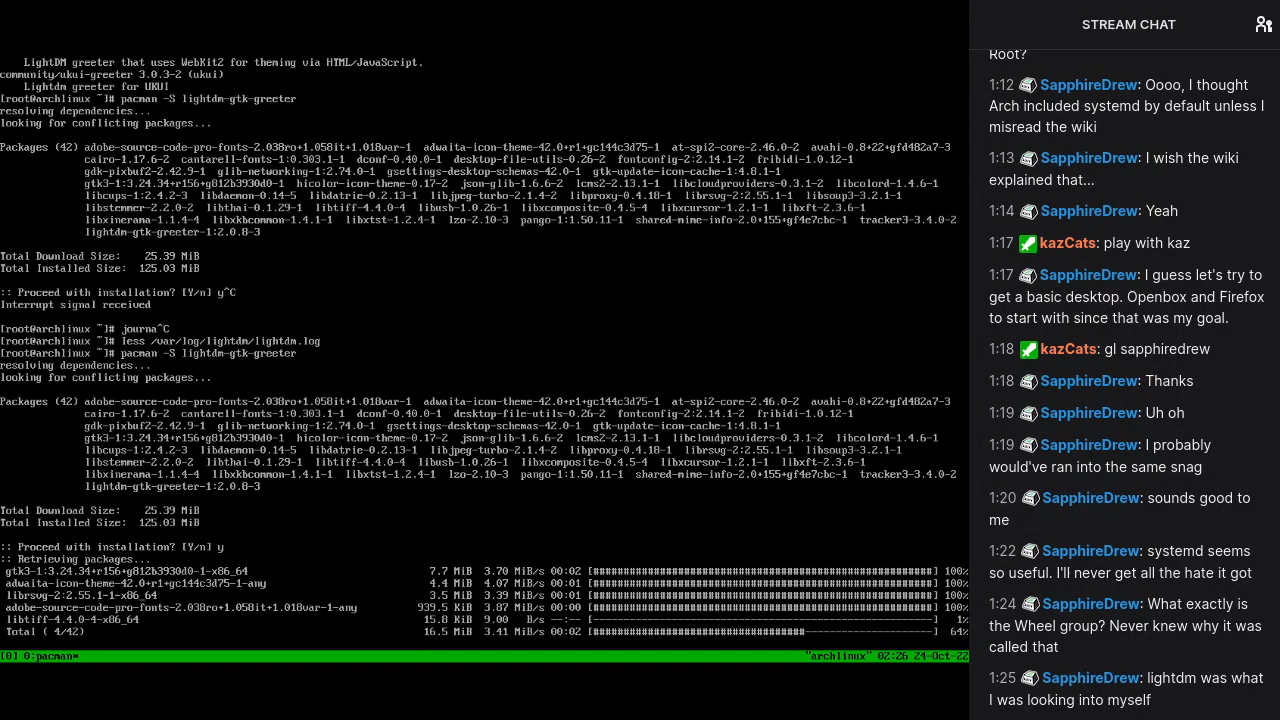 LightDM greeter that uses WebKit2 for theming via HTML/JavaScript.
community/ukui-greeter 3.0.3-2 (ukui)
Lightdm greeter for UKUI
[root@archlinux ~]# pacman -S lightdm-gtk-greeter
resolving dependencies...
looking for conflicting packages...
Packages (42) adobe-source-code-pro-fonts-2.038ro+1.058it+1.018var-1  adwaita-icon-theme-42.0+r1+gc144c3d75-1  at-spi2-core-2.46.0-2  avahi-0.8+22+gfd482a7-3
cairo-1.17.6-2  cantarell-fonts-1:0.303.1-1  dconf-0.40.0-1  desktop-file-utils-0.26-2  fontconfig-2:2.14.1-2  fribidi-1.0.12-1
gdk-pixbuf2-2.42.9-1  glib-networking-1:2.74.0-1  gsettings-desktop-schemas-42.0-1  gtk-update-icon-cache-1:4.8.1-1
gtk3-1:3.24.34+r156+g812b3930d0-1  hicolor-icon-theme-0.17-2  json-glib-1.6.6-2  lcms2-2.13.1-1  libcloudproviders-0.3.1-2  libcolord-1.4.6-1
libcups-1:2.4.2-3  libdaemon-0.14-5  libdatrie-0.2.13-1  libjpeg-turbo-2.1.4-2  libproxy-0.4.18-1  librsvg-2:2.55.1-1  libsoup3-3.2.1-1
libstemmer-2.2.0-2  libthai-0.1.29-1  libtiff-4.4.0-4  libusb-1.0.26-1  libxcomposite-0.4.5-4  libxcursor-1.2.1-1  libxft-2.3.6-1
libxinerama-1.1.4-4  libxkbcommon-1.4.1-1  libxtst-1.2.4-1  lzo-2.10-3  pango-1:1.50.11-1  shared-mime-info-2.0+155+gf4e7cbc-1  tracker3-3.4.0-2
lightdm-gtk-greeter-1:2.0.8-3
Total Download Size:    25.39 MiB
Total Installed Size:  125.03 MiB
:: Proceed with installation? [Y/n] y^C
Interrupt signal received
[root@archlinux ~]# journa^C
[root@archlinux ~]# less /var/log/lightdm/lightdm.log
[root@archlinux ~]# pacman -S lightdm-gtk-greeter
resolving dependencies...
looking for conflicting packages...
Packages (42) adobe-source-code-pro-fonts-2.038ro+1.058it+1.018var-1  adwaita-icon-theme-42.0+r1+gc144c3d75-1  at-spi2-core-2.46.0-2  avahi-0.8+22+gfd482a7-3
cairo-1.17.6-2  cantarell-fonts-1:0.303.1-1  dconf-0.40.0-1  desktop-file-utils-0.26-2  fontconfig-2:2.14.1-2  fribidi-1.0.12-1
gdk-pixbuf2-2.42.9-1  glib-networking-1:2.74.0-1  gsettings-desktop-schemas-42.0-1  gtk-update-icon-cache-1:4.8.1-1
gtk3-1:3.24.34+r156+g812b3930d0-1  hicolor-icon-theme-0.17-2  json-glib-1.6.6-2  lcms2-2.13.1-1  libcloudproviders-0.3.1-2  libcolord-1.4.6-1
libcups-1:2.4.2-3  libdaemon-0.14-5  libdatrie-0.2.13-1  libjpeg-turbo-2.1.4-2  libproxy-0.4.18-1  librsvg-2:2.55.1-1  libsoup3-3.2.1-1
libstemmer-2.2.0-2  libthai-0.1.29-1  libtiff-4.4.0-4  libusb-1.0.26-1  libxcomposite-0.4.5-4  libxcursor-1.2.1-1  libxft-2.3.6-1
libxinerama-1.1.4-4  libxkbcommon-1.4.1-1  libxtst-1.2.4-1  lzo-2.10-3  pango-1:1.50.11-1  shared-mime-info-2.0+155+gf4e7cbc-1  tracker3-3.4.0-2
lightdm-gtk-greeter-1:2.0.8-3
Total Download Size:    25.39 MiB
Total Installed Size:  125.03 MiB
:: Proceed with installation? [Y/n] y
:: Retrieving packages...
gtk3-1:3.24.34+r156+g812b3930d0-1-x86_64 7.7 MiB 3.70 MiB/s 00:02 [########################################################] 100%
adwaita-icon-theme-42.0+r1+gc144c3d75-1-any 4.4 MiB 4.07 MiB/s 00:01 [########################################################] 100%
librsvg-2:2.55.1-1-x86_64 3.5 MiB 3.39 MiB/s 00:01 [########################################################] 100%
adobe-source-code-pro-fonts-2.038ro+1.058it+1.018var-1-any 939.5 KiB 3.87 MiB/s 00:00 [########################################################] 100%
libtiff-4.4.0-4-x86_64 15.8 KiB 9.00 B/s --:-- [--------------------------------------------------------] 1%
Total ( 4/42) 16.5 MiB 3.41 MiB/s 00:02 [###################################---------------------] 64%
[0] 0:pacman* "archlinux" 02:26 24-Oct-22
STREAM CHAT
Root?
1:12 SapphireDrew: Oooo, I thought
Arch included systemd by default unless I
misread the wiki
1:13 SapphireDrew: I wish the wiki
explained that...
1:14 SapphireDrew: Yeah
1:17 kazCats: play with kaz
1:17 SapphireDrew: I guess let's try to
get a basic desktop. Openbox and Firefox
to start with since that was my goal.
1:18 kazCats: gl sapphiredrew
1:18 SapphireDrew: Thanks
1:19 SapphireDrew: Uh oh
1:19 SapphireDrew: I probably
would've ran into the same snag
1:20 SapphireDrew: sounds good to
me
1:22 SapphireDrew: systemd seems
so useful. I'll never get all the hate it got
1:24 SapphireDrew: What exactly is
the Wheel group? Never knew why it was
called that
1:25 SapphireDrew: lightdm was what
I was looking into myself